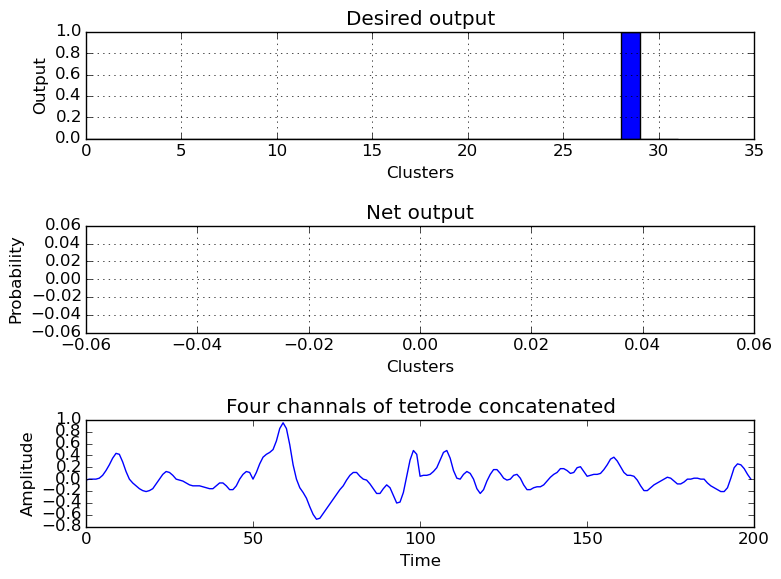 Desired output
1.0
0.8
0.6
0.4
0.2
0.0
Output
0 5 10 15 20 25 30 35
Clusters
Net output
0.06
0.04
0.02
0.00
−0.02
−0.04
−0.06
Probability
−0.06 −0.04 −0.02 0.00 0.02 0.04 0.06
Clusters
Four channals of tetrode concatenated
1.0
0.8
0.6
0.4
0.2
0.0
−0.2
−0.4
−0.6
−0.8
Amplitude
0 50 100 150 200
Time